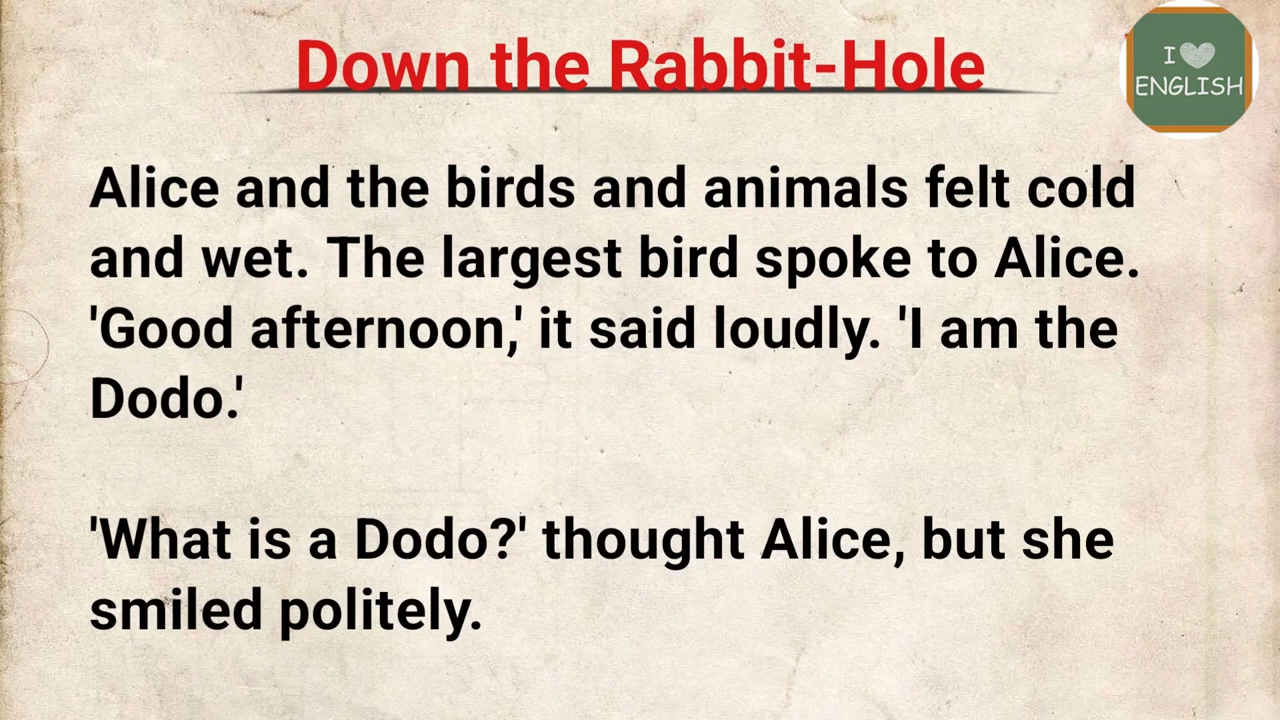 Down the Rabbit-Hole
I
ENGLISH
Alice and the birds and animals felt cold
and wet. The largest bird spoke to Alice.
'Good afternoon,' it said loudly. 'I am the
Dodo.'
'What is a Dodo?' thought Alice, but she
smiled politely.